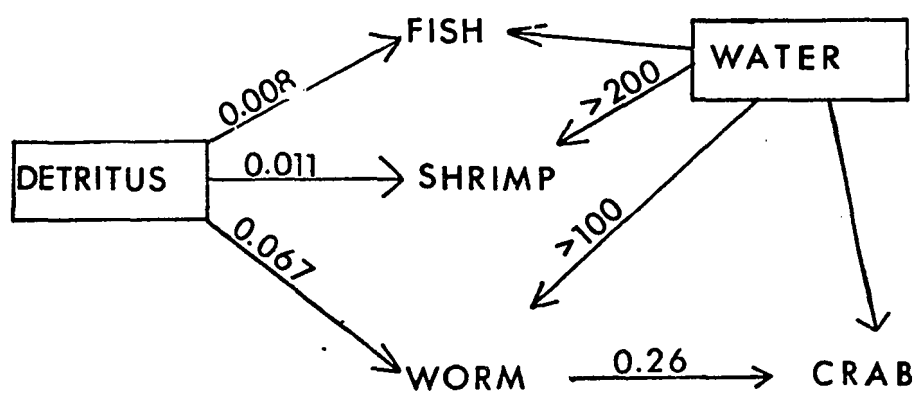 FISH
WATER
0.008
>200
DETRITUS
0.011
SHRIMP
>100
0.067
WORM
0.26
CRAB